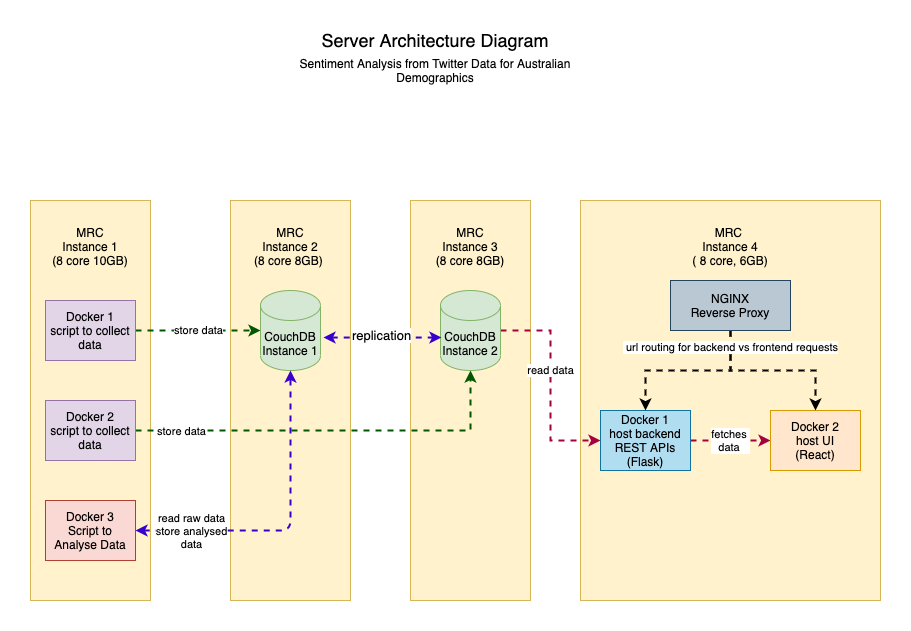 Server Architecture Diagram
Sentiment Analysis from Twitter Data for Australian
Demographics
MRC
Instance 1
(8 core 10GB)
Docker 1
script to collect
data
Docker 2
script to collect
data
Docker 3
Script to
Analyse Data
store data
store data
read raw data
store analysed
data
MRC
Instance 2
(8 core 8GB)
CouchDB
Instance 1
replication
MRC
Instance 3
(8 core 8GB)
CouchDB
Instance 2
read data
MRC
Instance 4
( 8 core, 6GB)
NGINX
Reverse Proxy
url routing for backend vs frontend requests
Docker 1
host backend
REST APIs
(Flask)
fetches
data
Docker 2
host UI
(React)